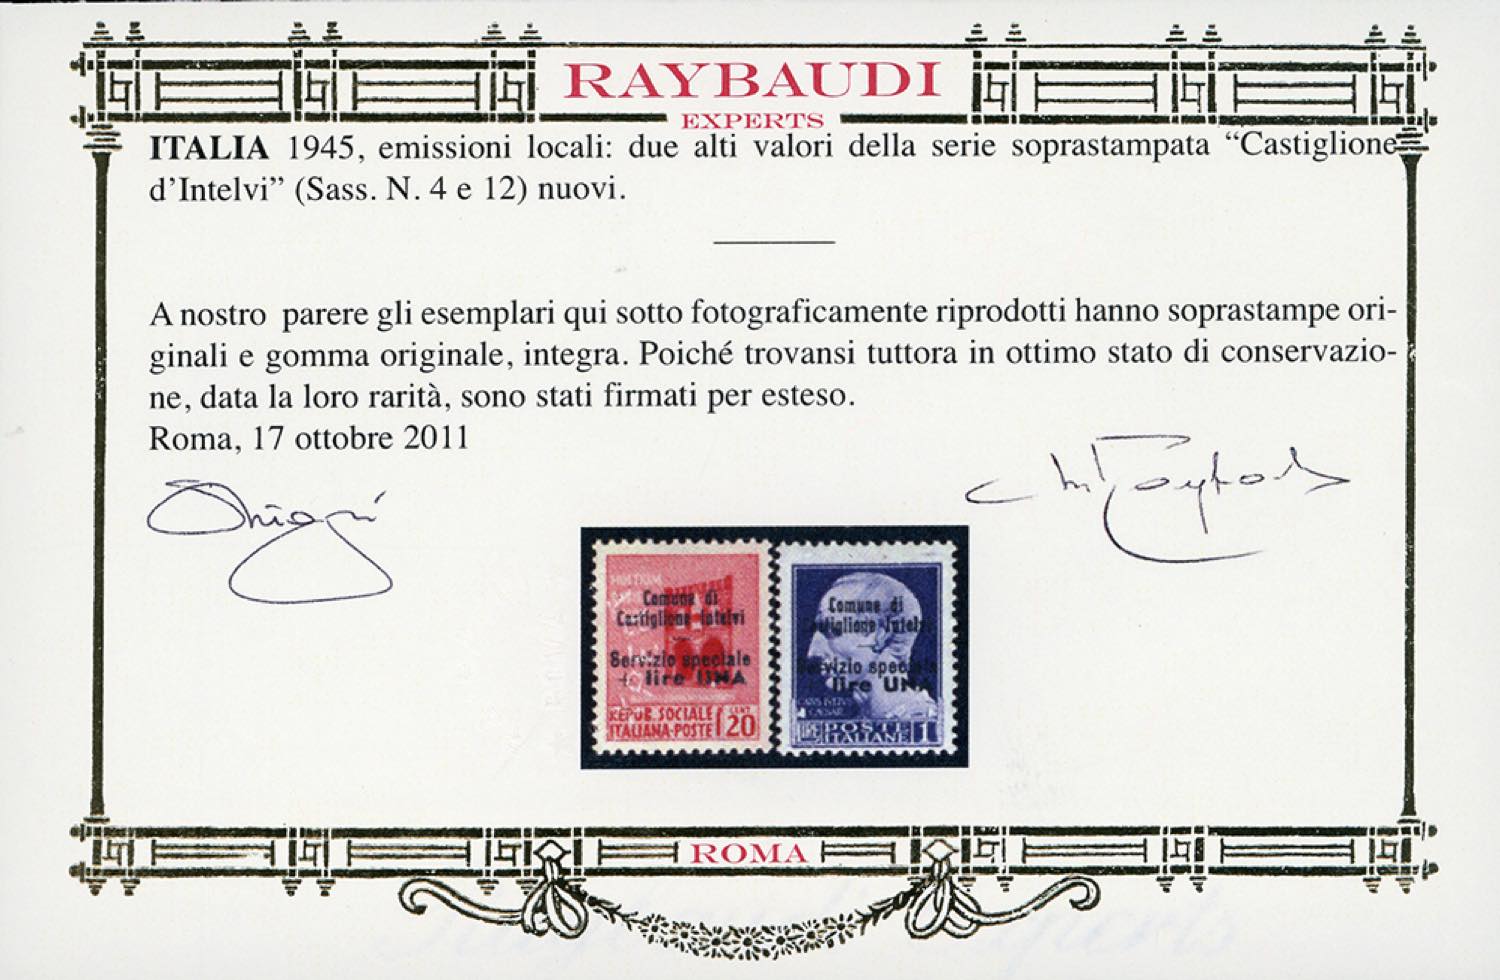 RAYBAUDI
EXPERTS
ITALIA 1945, emissioni locali: due alti valori della serie soprastampata “Castiglione
d’Intelvi” (Sass. N. 4 e 12) nuovi.
A nostro parere gli esemplari qui sotto fotograficamente riprodotti hanno soprastampe ori-
ginali e gomma originale, integra. Poiché trovansi tuttora in ottimo stato di conservazio-
ne, data la loro rarità, sono stati firmati per esteso.
Roma, 17 ottobre 2011
Comune di
Castiglione Intelvi
Servizio speciale
lire UNA
REPUB. SOCIALE
ITALIANA-POSTE
CENT
20
Comune di
Castiglione Intelvi
Servizio speciale
lire UNA
LIRE POSTE 1
ITALIANE
ROMA